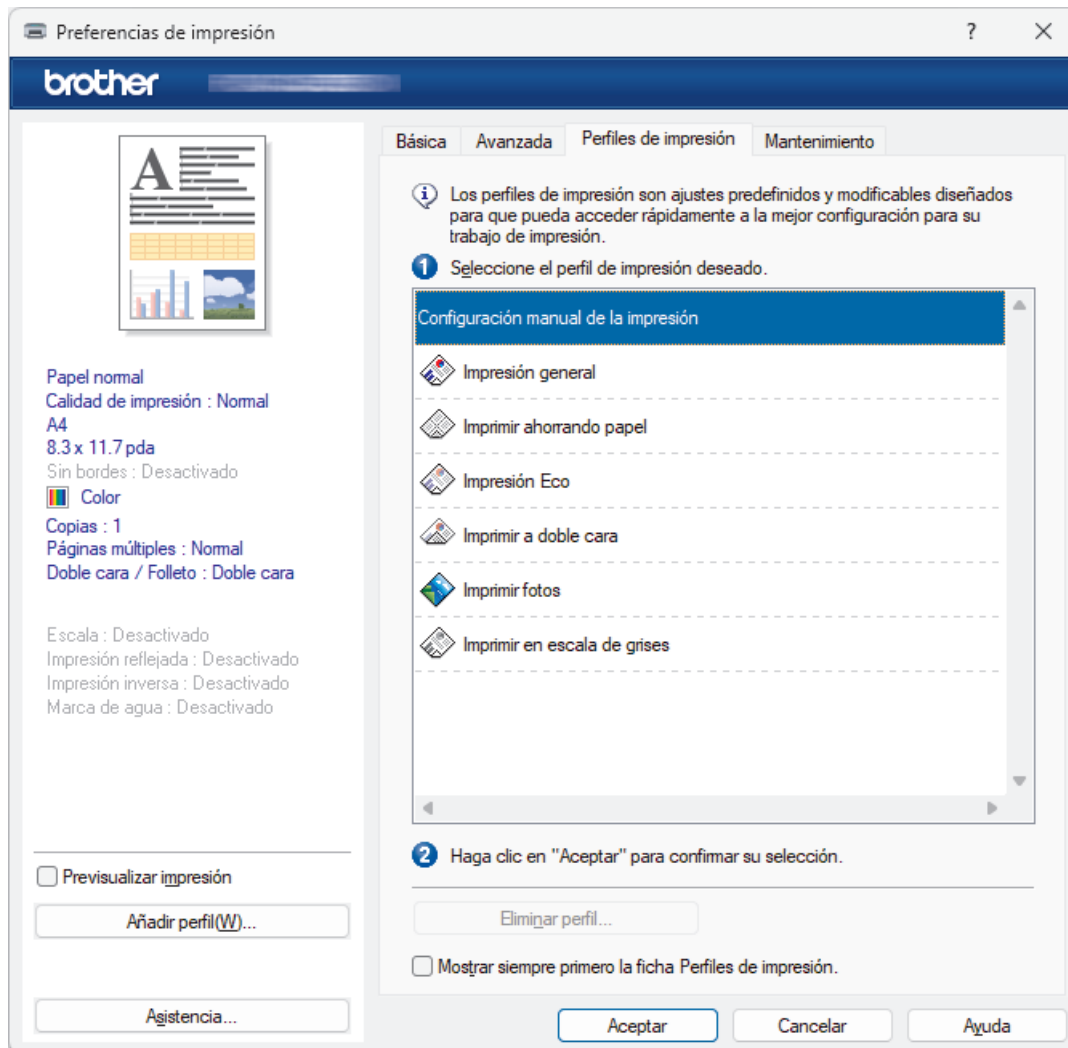 Preferencias de impresión
?
brother
Básica
Avanzada
Perfiles de impresión
Mantenimiento
A
Los perfiles de impresión son ajustes predefinidos y modificables diseñados
para que pueda acceder rápidamente a la mejor configuración para su
trabajo de impresión.
1 Seleccione el perfil de impresión deseado.
Configuración manual de la impresión
Impresión general
Imprimir ahorrando papel
Impresión Eco
Imprimir a doble cara
Imprimir fotos
Imprimir en escala de grises
2 Haga clic en "Aceptar" para confirmar su selección.
Eliminar perfil...
Mostrar siempre primero la ficha Perfiles de impresión.
Papel normal
Calidad de impresión : Normal
A4
8.3 x 11.7 pda
Sin bordes : Desactivado
Color
Copias : 1
Páginas múltiples : Normal
Doble cara / Folleto : Doble cara
Escala : Desactivado
Impresión reflejada : Desactivado
Impresión inversa : Desactivado
Marca de agua : Desactivado
Previsualizar impresión
Añadir perfil(W)...
Asistencia...
Aceptar
Cancelar
Ayuda